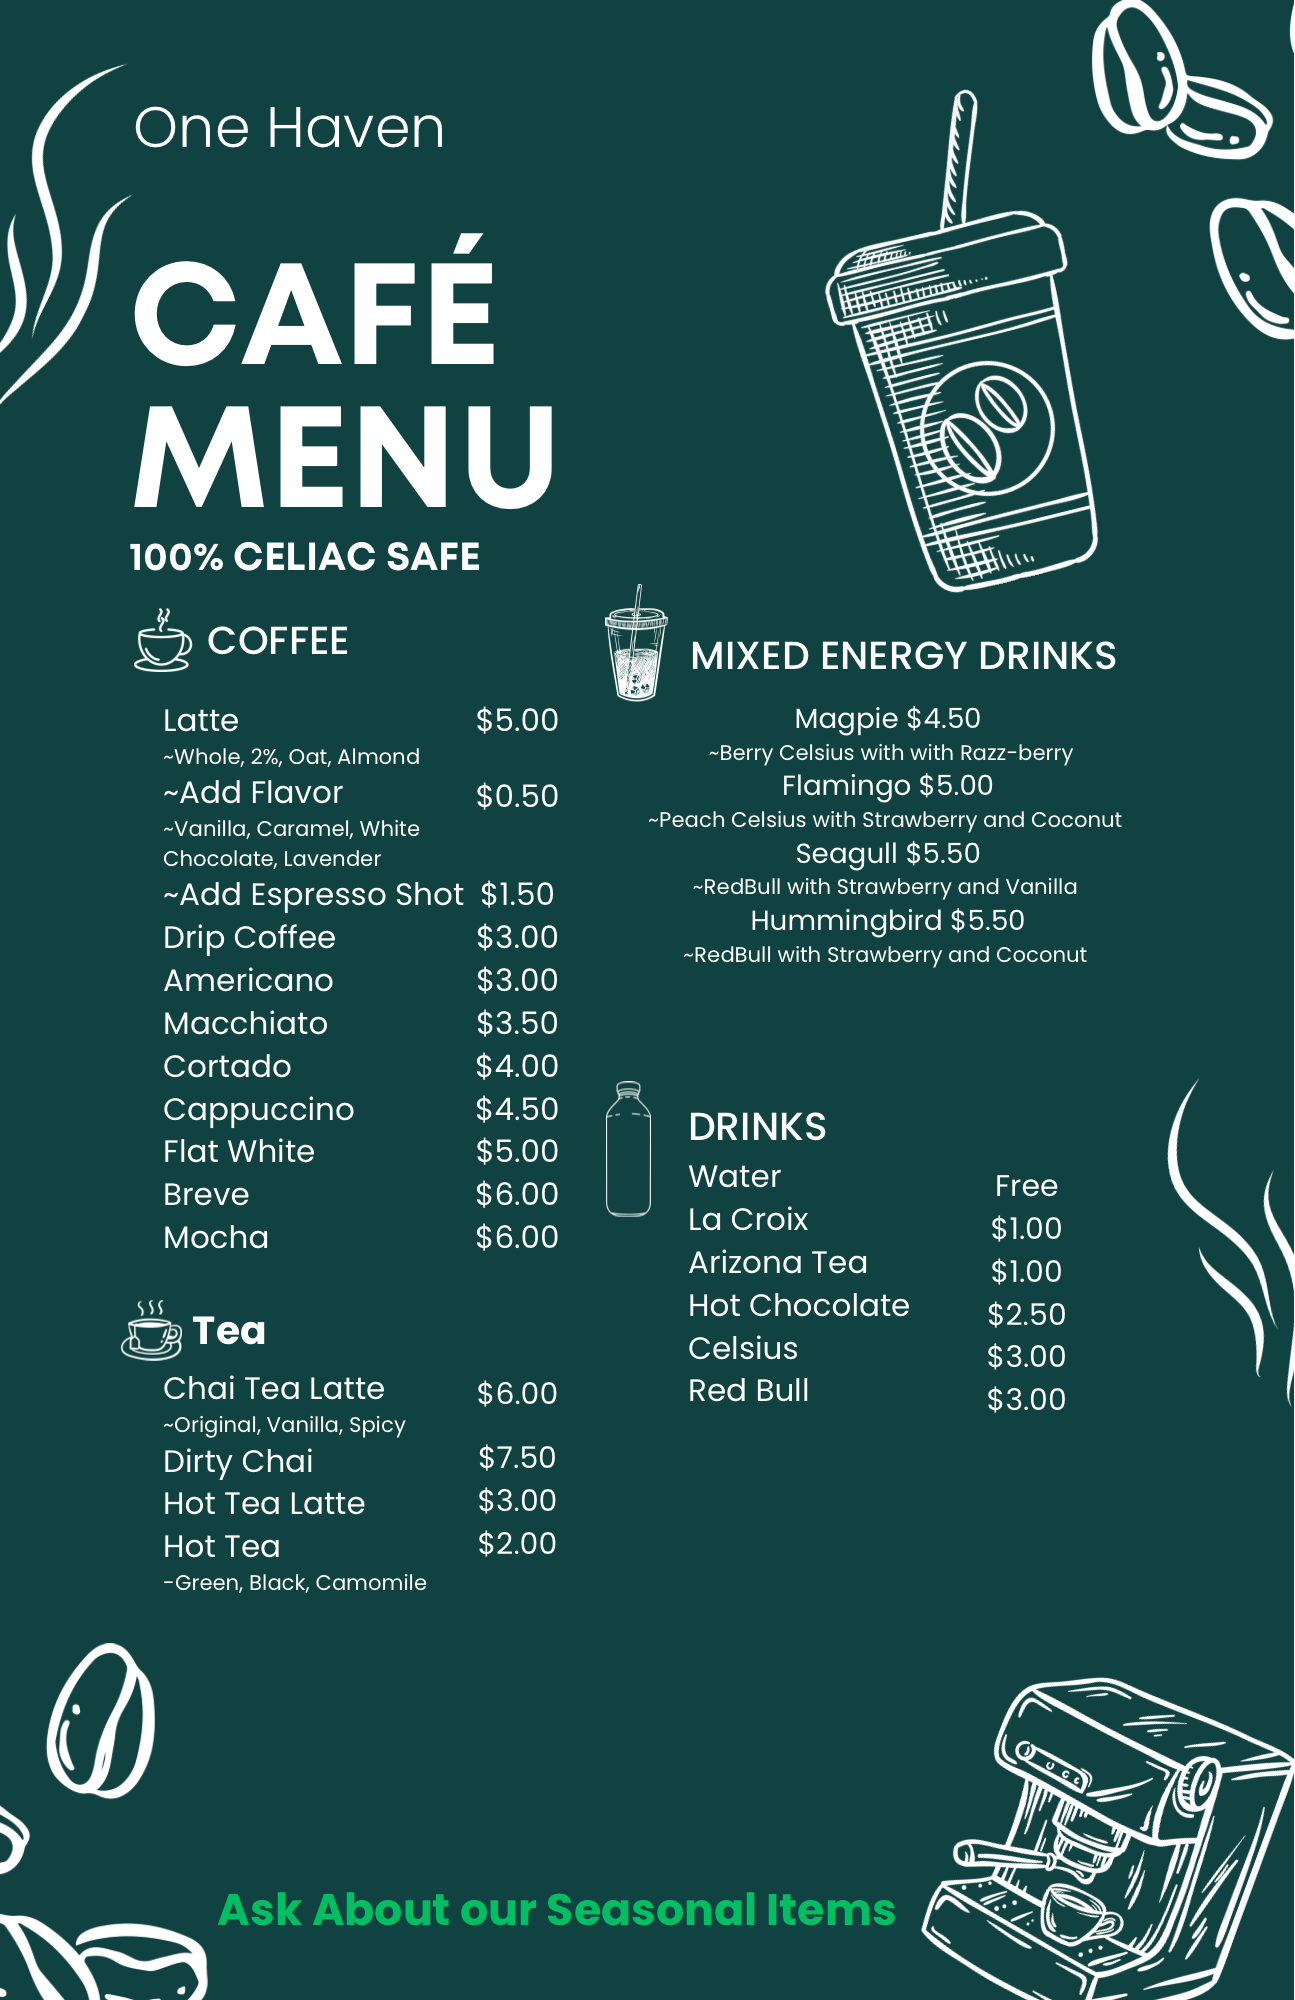 One Haven
CAFÉ
MENU
100% CELIAC SAFE
COFFEE
Latte $5.00
~Whole, 2%, Oat, Almond
~Add Flavor $0.50
~Vanilla, Caramel, White
Chocolate, Lavender
~Add Espresso Shot $1.50
Drip Coffee $3.00
Americano $3.00
Macchiato $3.50
Cortado $4.00
Cappuccino $4.50
Flat White $5.00
Breve $6.00
Mocha $6.00
Tea
Chai Tea Latte $6.00
~Original, Vanilla, Spicy
Dirty Chai $7.50
Hot Tea Latte $3.00
Hot Tea $2.00
-Green, Black, Camomile
MIXED ENERGY DRINKS
Magpie $4.50
~Berry Celsius with with Razz-berry
Flamingo $5.00
~Peach Celsius with Strawberry and Coconut
Seagull $5.50
~RedBull with Strawberry and Vanilla
Hummingbird $5.50
~RedBull with Strawberry and Coconut
DRINKS
Water Free
La Croix $1.00
Arizona Tea $1.00
Hot Chocolate $2.50
Celsius $3.00
Red Bull $3.00
Ask About our Seasonal Items